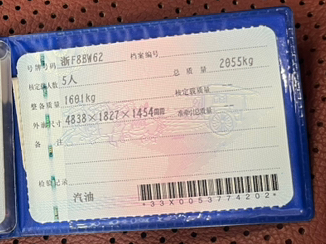 号牌号码 浙F8BW62 档案编号
核定载人数 5人 总质量 2055kg
整备质量 1601kg 核定载质量 --
外廓尺寸 4838×1827×1454mm 准牵引总质量 --
备注
检验记录
汽油
*33X0053774202*